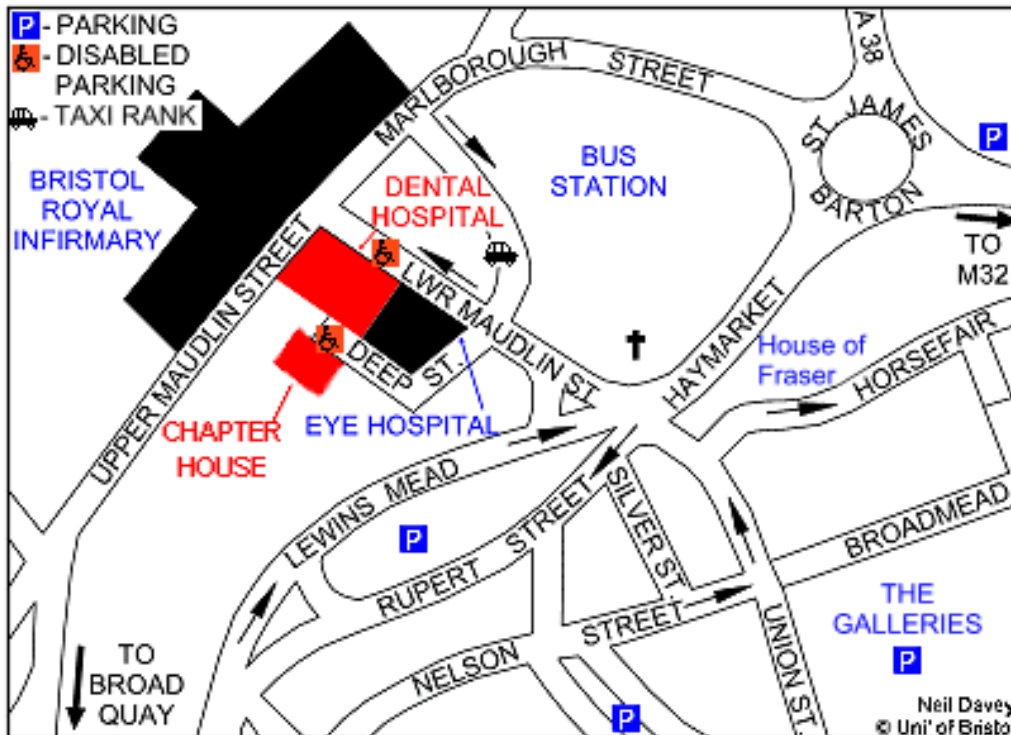 P - PARKING
- DISABLED
PARKING
- TAXI RANK
A 38
MARLBOROUGH STREET
ST. JAMES
BARTON
P
BUS
STATION
BRISTOL
ROYAL
INFIRMARY
DENTAL
HOSPITAL
TO
M32
LWR MAUDLIN ST.
UPPER MAUDLIN STREET
DEEP ST.
HAYMARKET
House of
Fraser
HORSEFAIR
CHAPTER
HOUSE
EYE HOSPITAL
LEWINS MEAD
P
RUPERT STREET
SILVER ST.
BROADMEAD
NELSON STREET
UNION ST.
THE
GALLERIES
P
TO
BROAD
QUAY
P
Neil Davey
© Uni' of Bristo